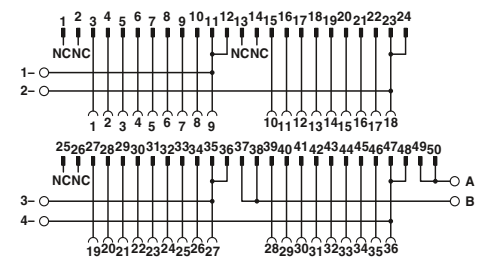 1 2 3 4 5 6 7 8 9 10 11 12 13 14 15 16 17 18 19 20 21 22 23 24
NC NC NC NC
1–
2–
1 2 3 4 5 6 7 8 9 10 11 12 13 14 15 16 17 18
25 26 27 28 29 30 31 32 33 34 35 36 37 38 39 40 41 42 43 44 45 46 47 48 49 50
NC NC
A
3– B
4–
19 20 21 22 23 24 25 26 27 28 29 30 31 32 33 34 35 36